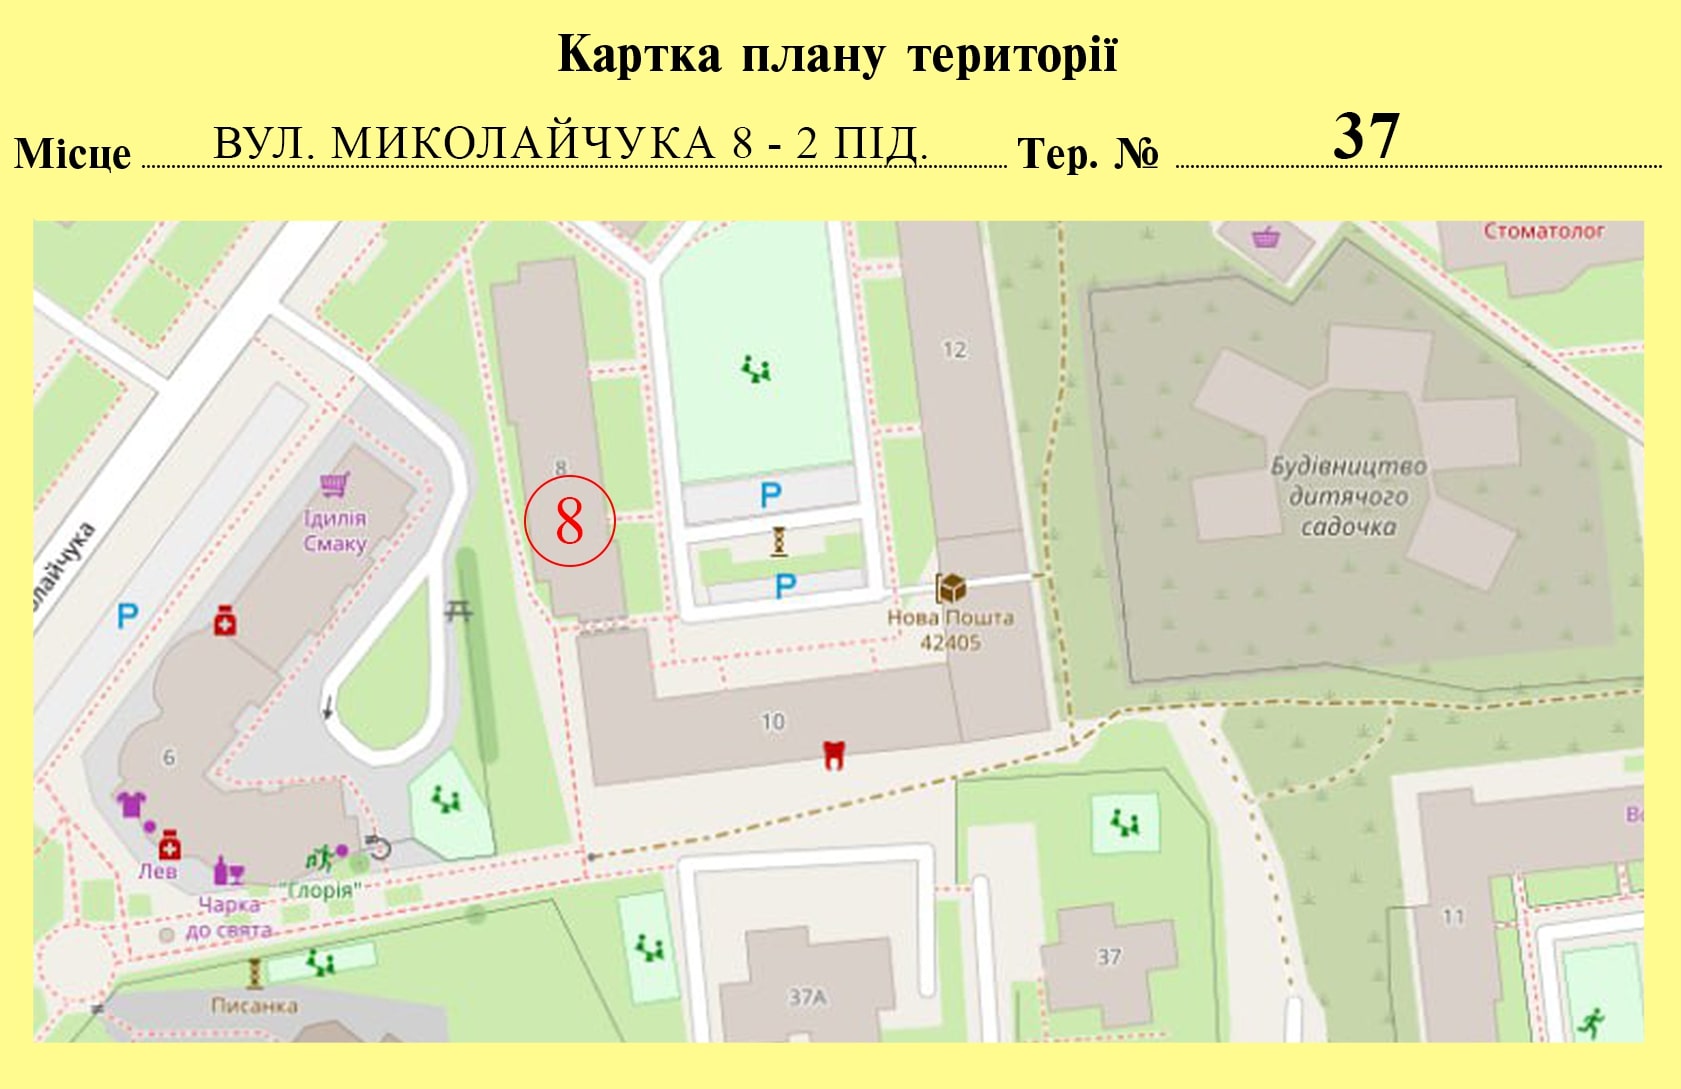 Картка плану території
Місце ВУЛ. МИКОЛАЙЧУКА 8 - 2 ПІД. Тер. № 37
Стоматолог
12
8
8
Ідилія
Смаку
P
P
P
Будівництво
дитячого
садочка
олайчука
Нова Пошта
42405
10
6
Лев
"Глорія"
Чарка
до свята
Писанка
37А
37
11
Во